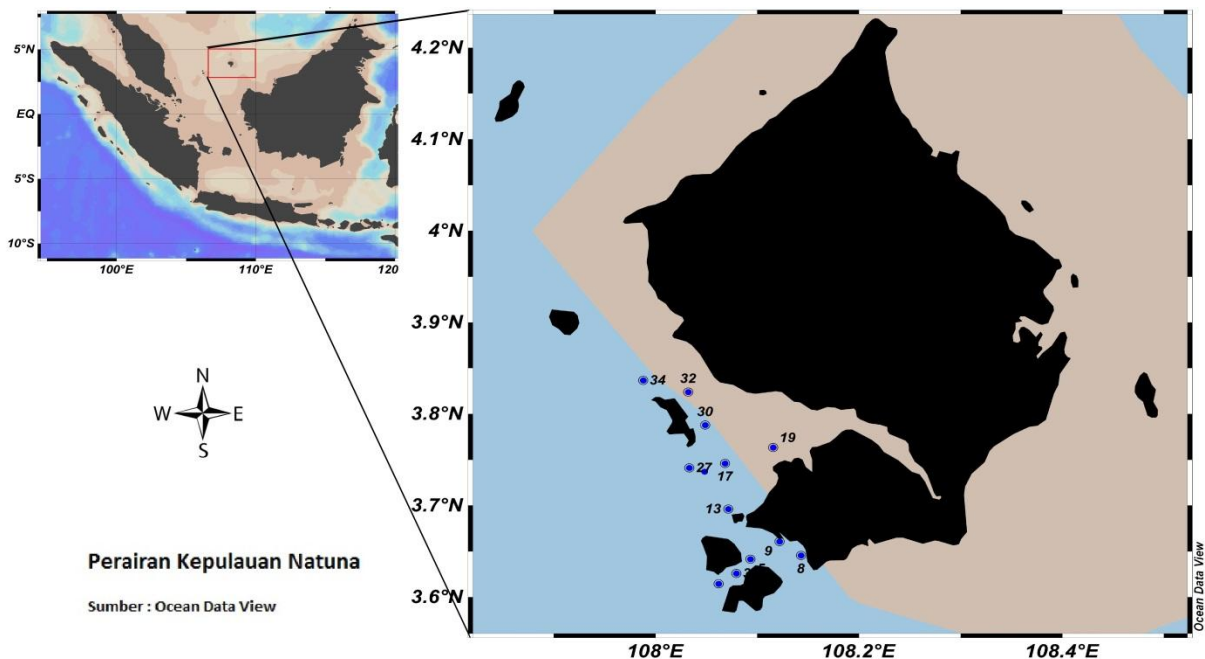 5°N
EQ
5°S
10°S
100°E
110°E
120
N
W
E
S
Perairan Kepulauan Natuna
Sumber : Ocean Data View
4.2°N
4.1°N
4°N
3.9°N
3.8°N
3.7°N
3.6°N
34
32
30
19
27
17
13
9
8
3
108°E
108.2°E
108.4°E
Ocean Data View